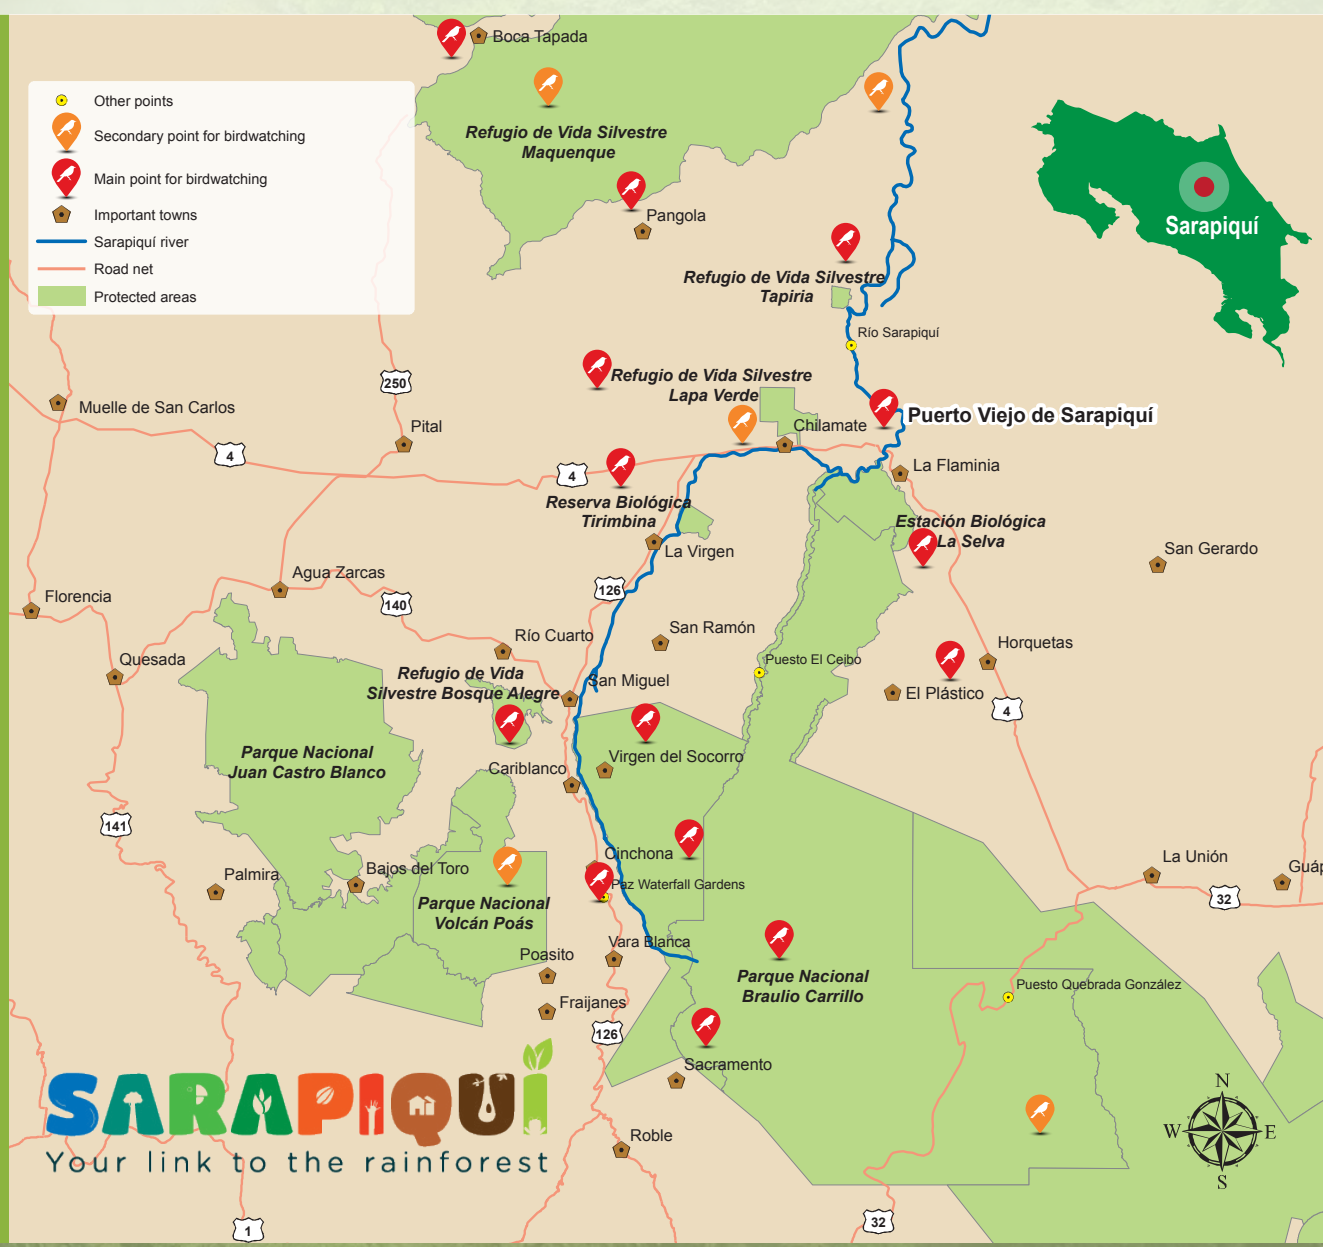 Boca Tapada
Other points
Secondary point for birdwatching
Main point for birdwatching
Important towns
Sarapiquí river
Road net
Protected areas
Refugio de Vida Silvestre
Maquenque
Pangola
Sarapiquí
Refugio de Vida Silvestre
Tapiria
Río Sarapiquí
250
Refugio de Vida Silvestre
Lapa Verde
Muelle de San Carlos
Pital
Chilamate
Puerto Viejo de Sarapiquí
4
4
La Flaminia
Reserva Biológica
Tirimbina
Estación Biológica
La Selva
La Virgen
San Gerardo
Agua Zarcas
Florencia
140
126
Río Cuarto
San Ramón
Quesada
Puesto El Ceibo
Horquetas
Refugio de Vida
Silvestre Bosque Alegre
San Miguel
El Plástico
4
Parque Nacional
Juan Castro Blanco
Virgen del Socorro
Cariblanco
141
Cinchona
La Unión
Palmira
Bajos del Toro
Paz Waterfall Gardens
Guáp
32
Parque Nacional
Volcán Poás
Vara Blanca
Poasito
Parque Nacional
Braulio Carrillo
Puesto Quebrada González
Fraijanes
126
Sacramento
SARAPIQUÍ
Your link to the rainforest
Roble
N
W E
S
1
32